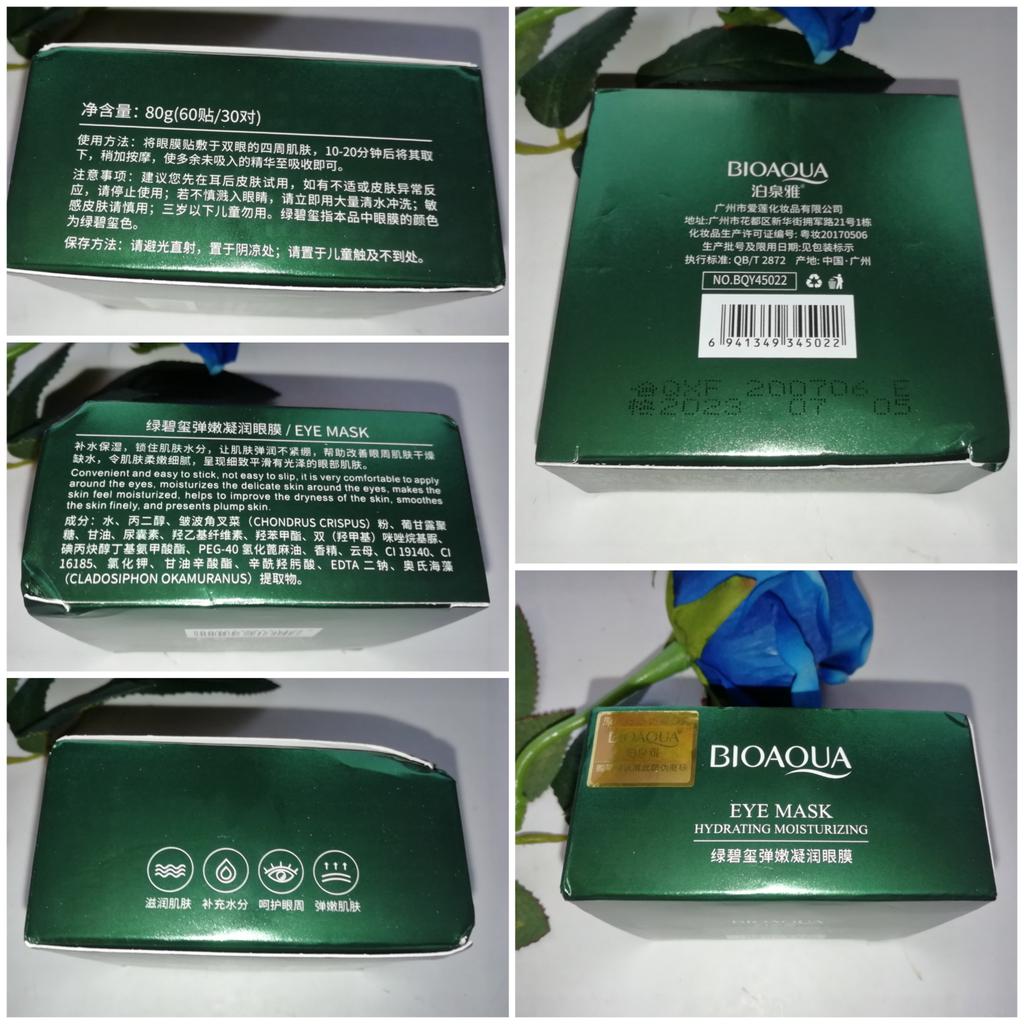 净含量：80g(60贴/30对)
使用方法：将眼膜贴敷于双眼的四周肌肤，10-20分钟后将其取
下，稍加按摩，使多余未吸入的精华至吸收即可。
注意事项：建议您先在耳后皮肤试用，如有不适或皮肤异常反
应，请停止使用；若不慎溅入眼睛，请立即用大量清水冲洗；敏
感皮肤请慎用；三岁以下儿童勿用。绿碧玺指本品中眼膜的颜色
为绿碧玺色。
保存方法：请避光直射，置于阴凉处；请置于儿童触及不到处。
绿碧玺弹嫩凝润眼膜 / EYE MASK
补水保湿，锁住肌肤水分，让肌肤弹润不紧绷，帮助改善眼周肌肤干燥
缺水，令肌肤柔嫩细腻，呈现细致平滑有光泽的眼部肌肤。
Convenient and easy to stick, not easy to slip, it is very comfortable to apply
around the eyes, moisturizes the delicate skin around the eyes, makes the
skin feel moisturized, helps to improve the dryness of the skin, smoothes
the skin finely, and presents plump skin.
成分：水、丙二醇、皱波角叉菜（CHONDRUS CRISPUS）粉、葡甘露聚
糖、甘油、尿囊素、羟乙基纤维素、羟苯甲酯、双（羟甲基）咪唑烷基脲、
碘丙炔醇丁基氨甲酸酯、PEG-40 氢化蓖麻油、香精、云母、CI 19140、CI
16185、氯化钾、甘油辛酸酯、辛酰羟肟酸、EDTA 二钠、奥氏海藻
（CLADOSIPHON OKAMURANUS）提取物。
滋润肌肤 补充水分 呵护眼周 弹嫩肌肤
BIOAQUA
泊泉雅®
广州市爱莲化妆品有限公司
地址:广州市花都区新华街拥军路21号1栋
化妆品生产许可证编号: 粤妆20170506
生产批号及限用日期:见包装标示
执行标准: QB/T 2872 产地: 中国·广州
NO.BQY45022
6 941349 345022
合QXF 200706 E
格2023 07 05
BIOAQUA
泊泉雅
BIOAQUA
EYE MASK
HYDRATING MOISTURIZING
绿碧玺弹嫩凝润眼膜
BIOAQUA